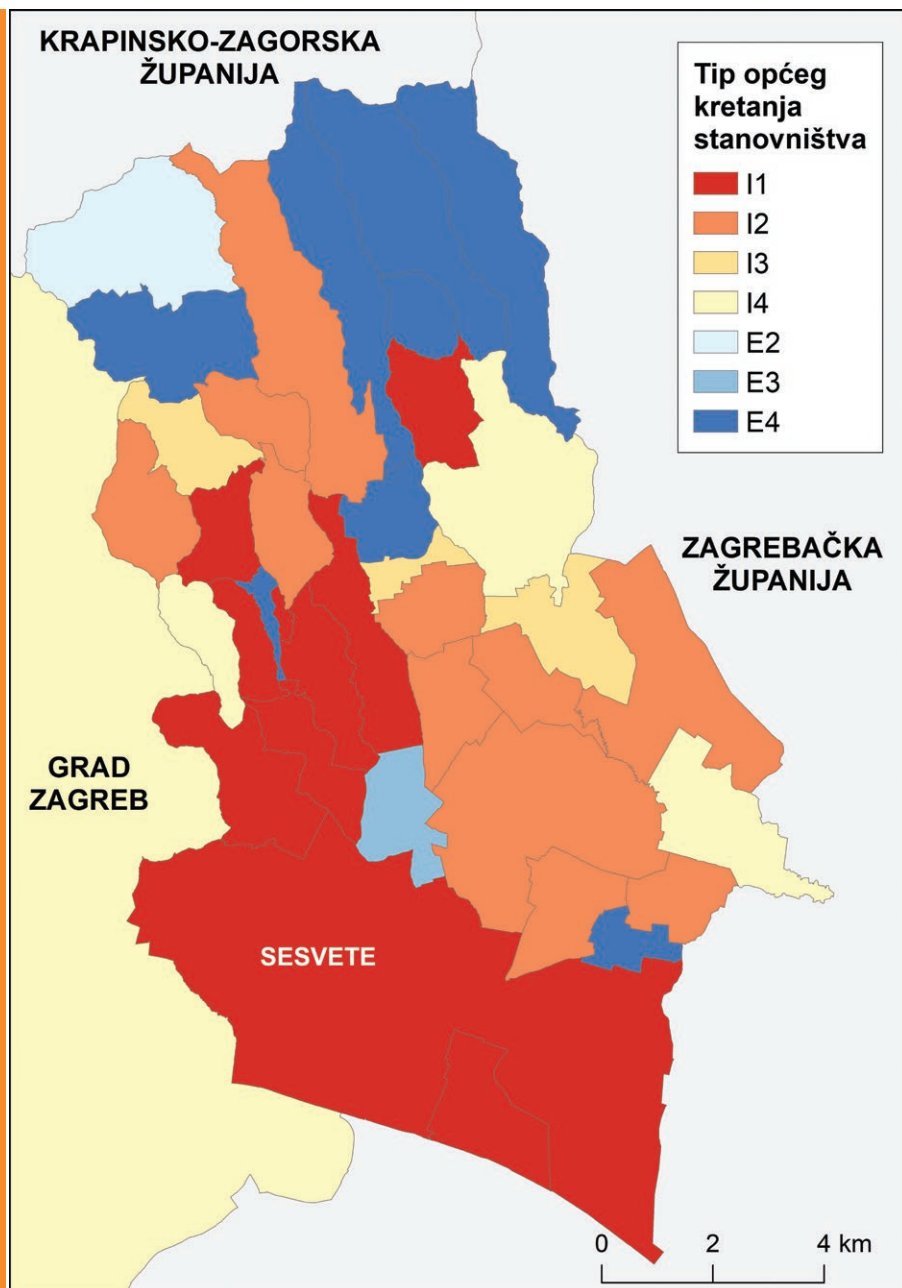 KRAPINSKO-ZAGORSKA
ŽUPANIJA
Tip općeg
kretanja
stanovništva
I1
I2
I3
I4
E2
E3
E4
ZAGREBAČKA
ŽUPANIJA
GRAD
ZAGREB
SESVETE
0 2 4 km